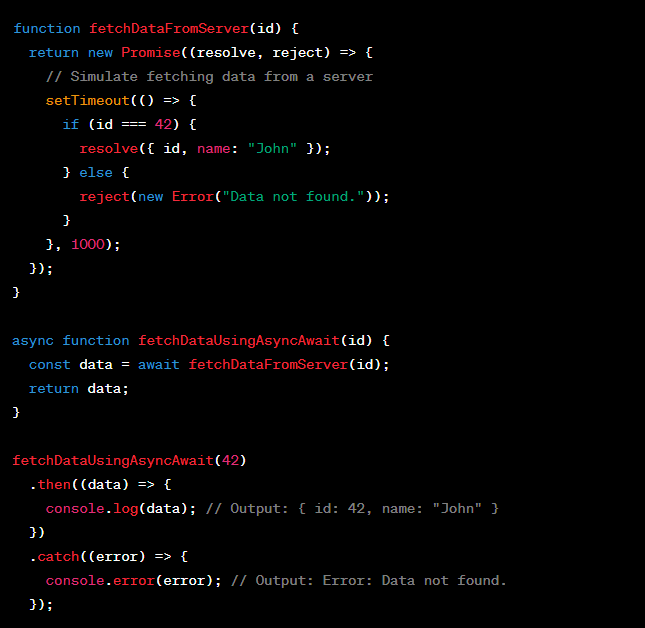 function fetchDataFromServer(id) {
  return new Promise((resolve, reject) => {
    // Simulate fetching data from a server
    setTimeout(() => {
      if (id === 42) {
        resolve({ id, name: "John" });
      } else {
        reject(new Error("Data not found."));
      }
    }, 1000);
  });
}

async function fetchDataUsingAsyncAwait(id) {
  const data = await fetchDataFromServer(id);
  return data;
}

fetchDataUsingAsyncAwait(42)
  .then((data) => {
    console.log(data); // Output: { id: 42, name: "John" }
  })
  .catch((error) => {
    console.error(error); // Output: Error: Data not found.
  });